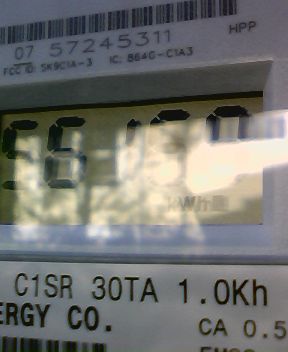 07 57245311
HPP
FCC ID: SK9C1A-3 IC: 864G-C1A3
kWh
C1SR 30TA 1.0Kh
ERGY CO.
CA 0.5